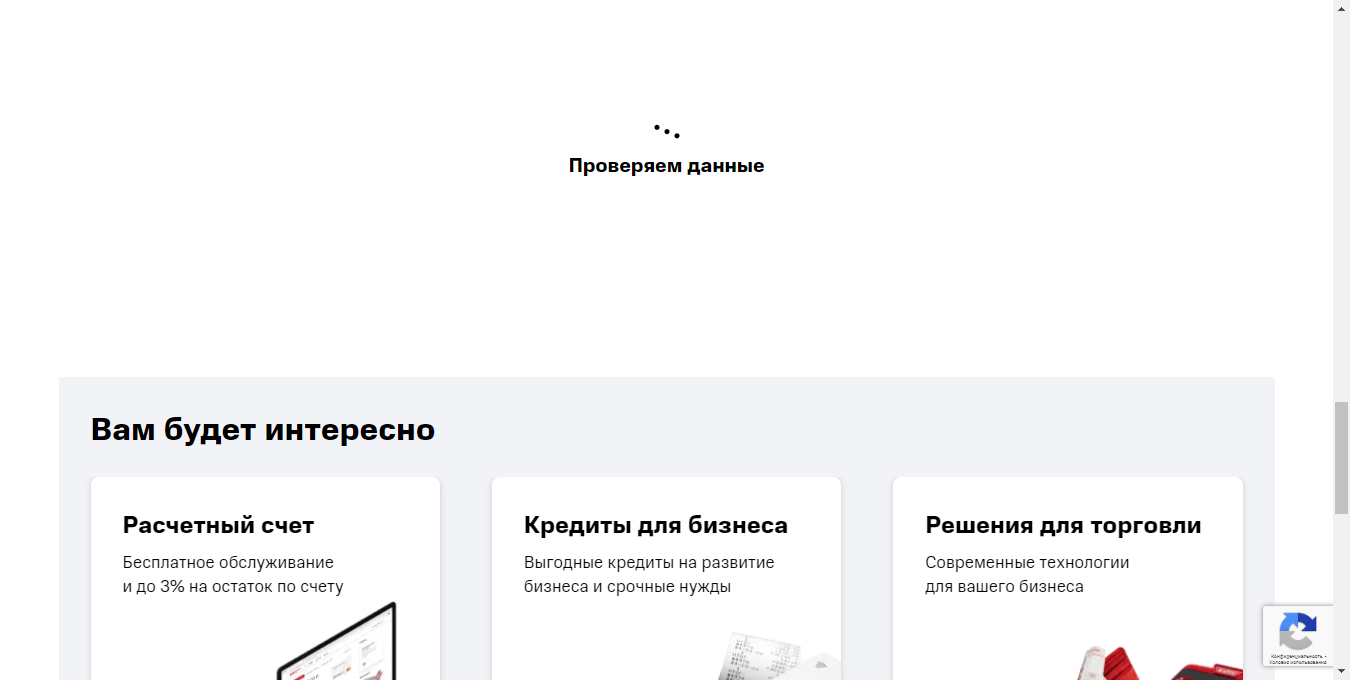 Проверяем данные
Вам будет интересно
Расчетный счет
Бесплатное обслуживание
и до 3% на остаток по счету
Кредиты для бизнеса
Выгодные кредиты на развитие
бизнеса и срочные нужды
Решения для торговли
Современные технологии
для вашего бизнеса
Конфиденциальность -
Условия использования